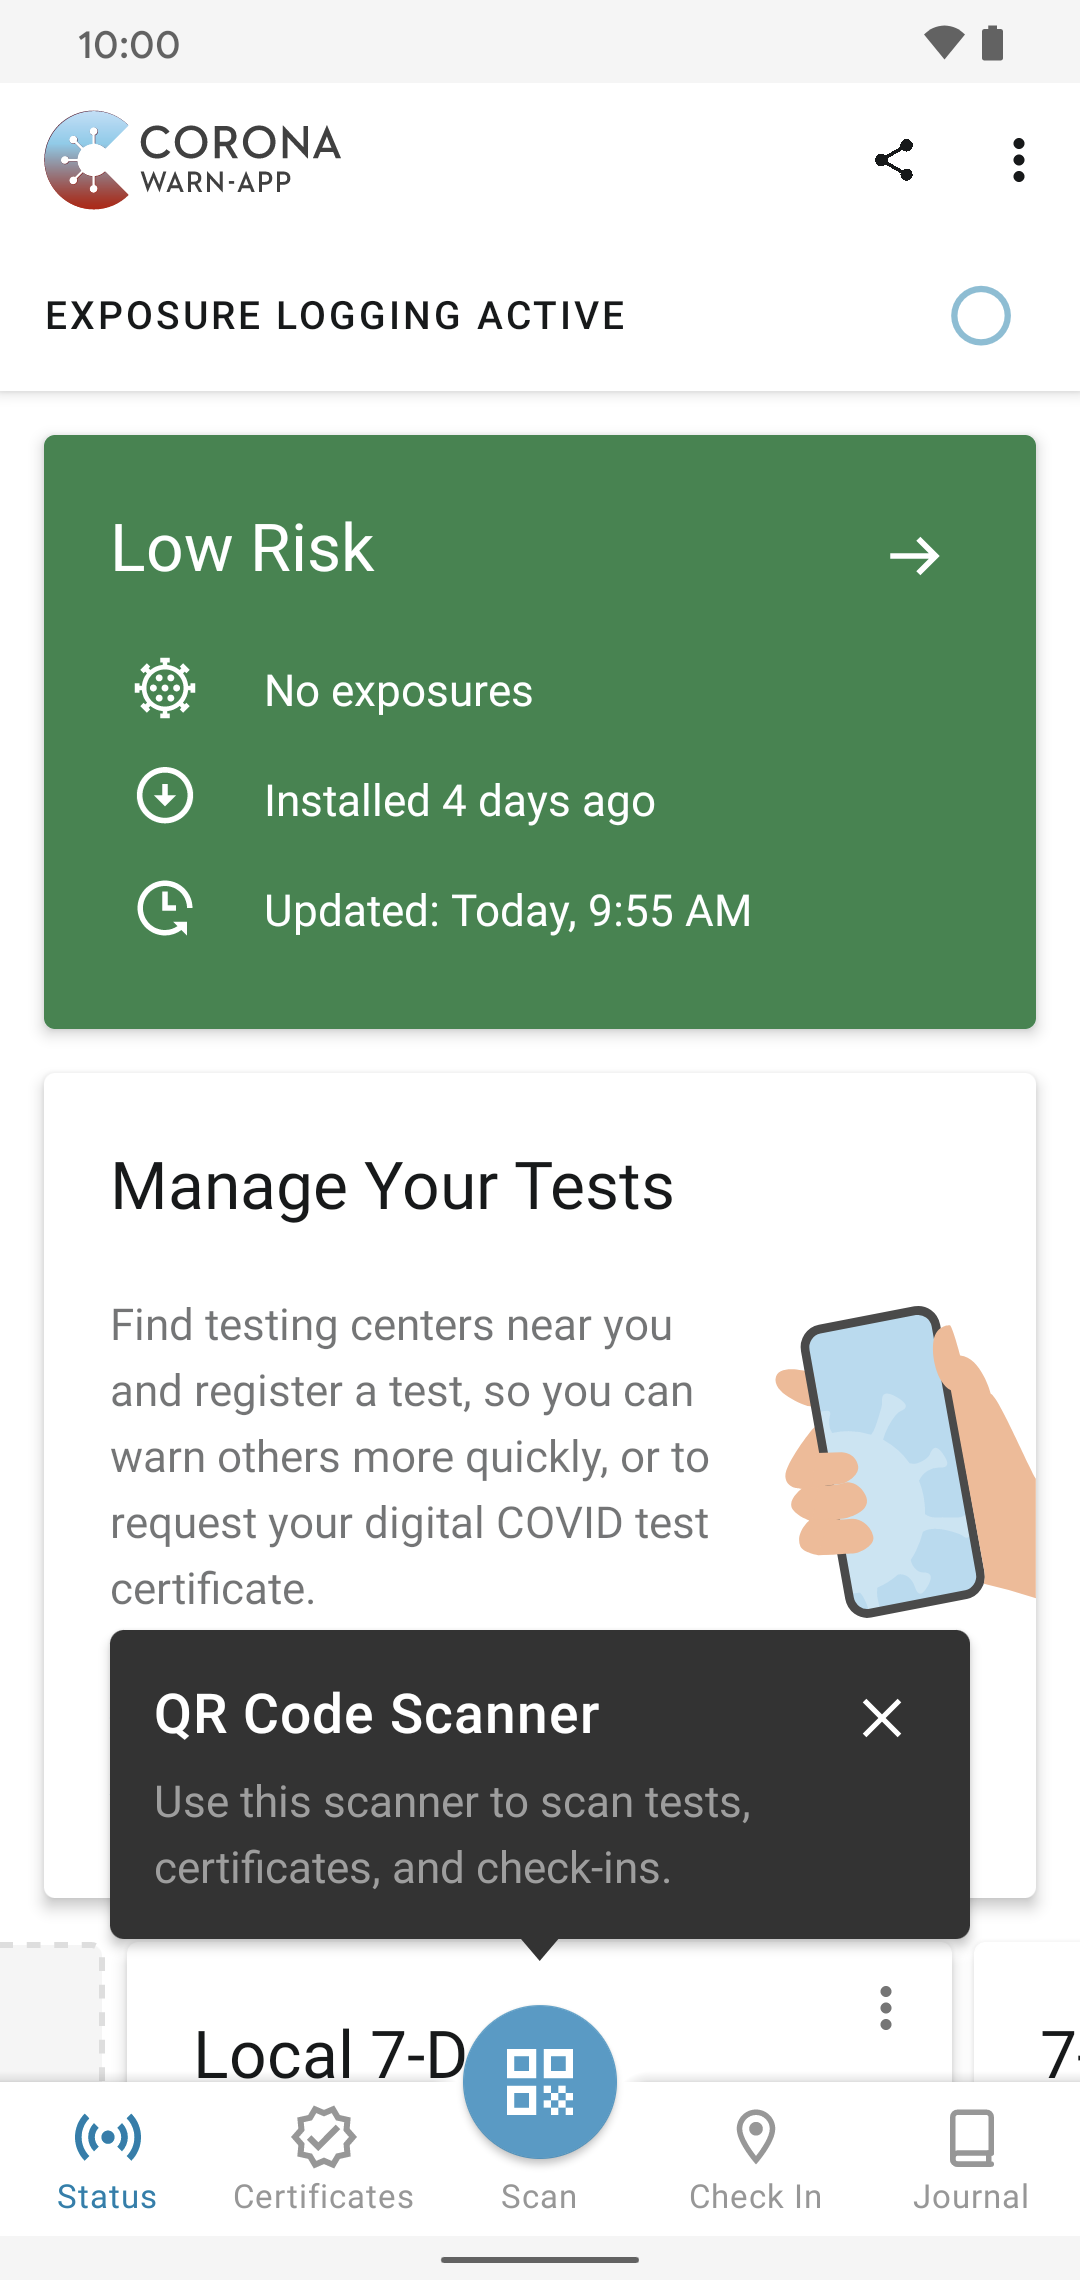 10:00
CORONA
WARN-APP
EXPOSURE LOGGING ACTIVE
Low Risk
No exposures
Installed 4 days ago
Updated: Today, 9:55 AM
Manage Your Tests
Find testing centers near you
and register a test, so you can
warn others more quickly, or to
request your digital COVID test
certificate.
QR Code Scanner
Use this scanner to scan tests,
certificates, and check-ins.
Local 7-D
7-
Status
Certificates
Scan
Check In
Journal